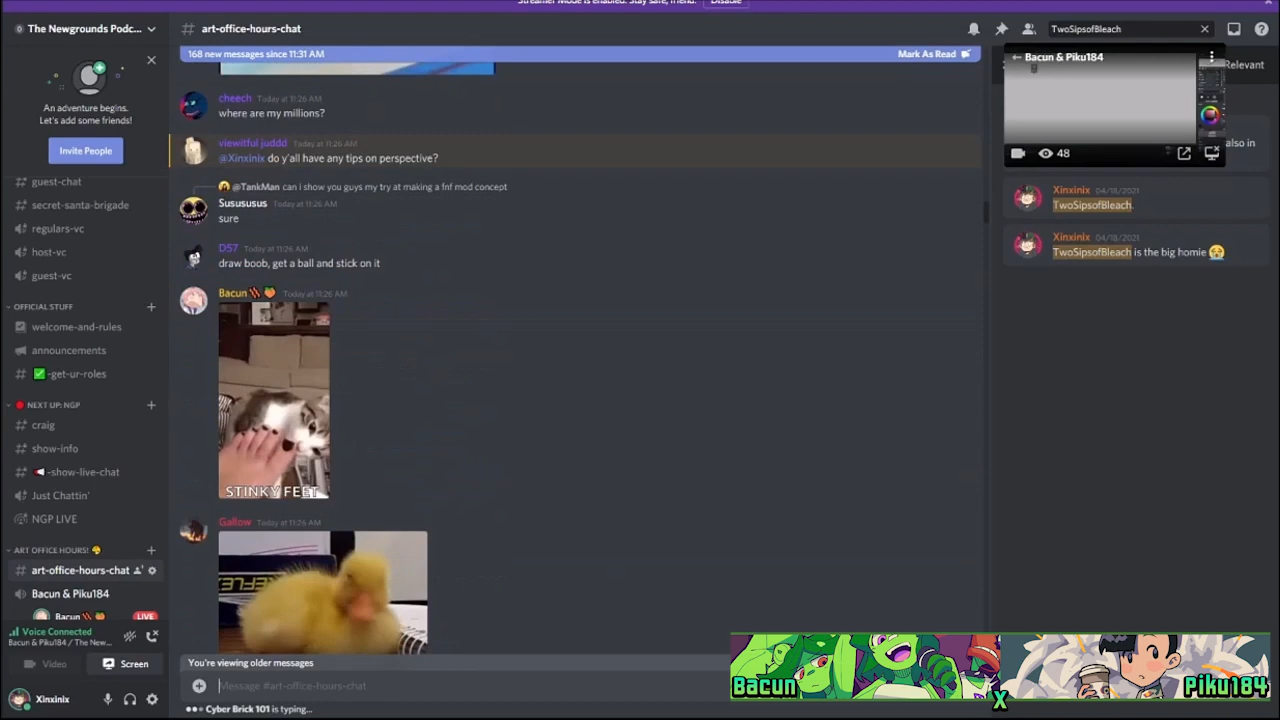 Streamer Mode is enabled. Stay safe, friend. Disable
The Newgrounds Podc...
An adventure begins.
Let's add some friends!
Invite People
guest-chat
secret-santa-brigade
regulars-vc
host-vc
guest-vc
OFFICIAL STUFF
welcome-and-rules
announcements
-get-ur-roles
NEXT UP: NGP
craig
show-info
-show-live-chat
Just Chattin'
NGP LIVE
ART OFFICE HOURS!
art-office-hours-chat
Bacun & Piku184
Bacun LIVE
Voice Connected
Bacun & Piku184 / The New...
Video Screen
Xinxinix
# art-office-hours-chat
168 new messages since 11:31 AM Mark As Read
cheech Today at 11:26 AM
where are my millions?
viewitful juddd Today at 11:26 AM
@Xinxinix do y'all have any tips on perspective?
@TankMan can i show you guys my try at making a fnf mod concept
Susususus Today at 11:26 AM
sure
D57 Today at 11:26 AM
draw boob, get a ball and stick on it
Bacun Today at 11:26 AM
STINKY FEET
Gallow Today at 11:26 AM
REFLEX
You're viewing older messages
Message #art-office-hours-chat
Cyber Brick 101 is typing...
TwoSipsofBleach
Relevant
Bacun & Piku184
48
also in
Xinxinix 04/18/2021
TwoSipsofBleach.
Xinxinix 04/18/2021
TwoSipsofBleach is the big homie
Bacun X Piku184